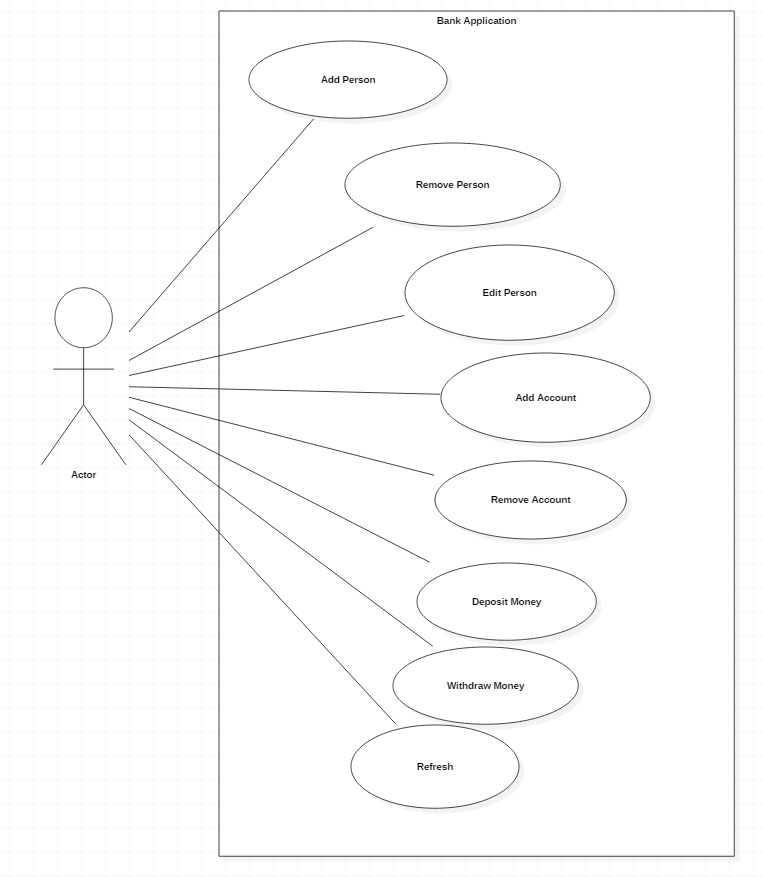 Bank Application
Add Person
Remove Person
Edit Person
Add Account
Remove Account
Actor
Deposit Money
Withdraw Money
Refresh